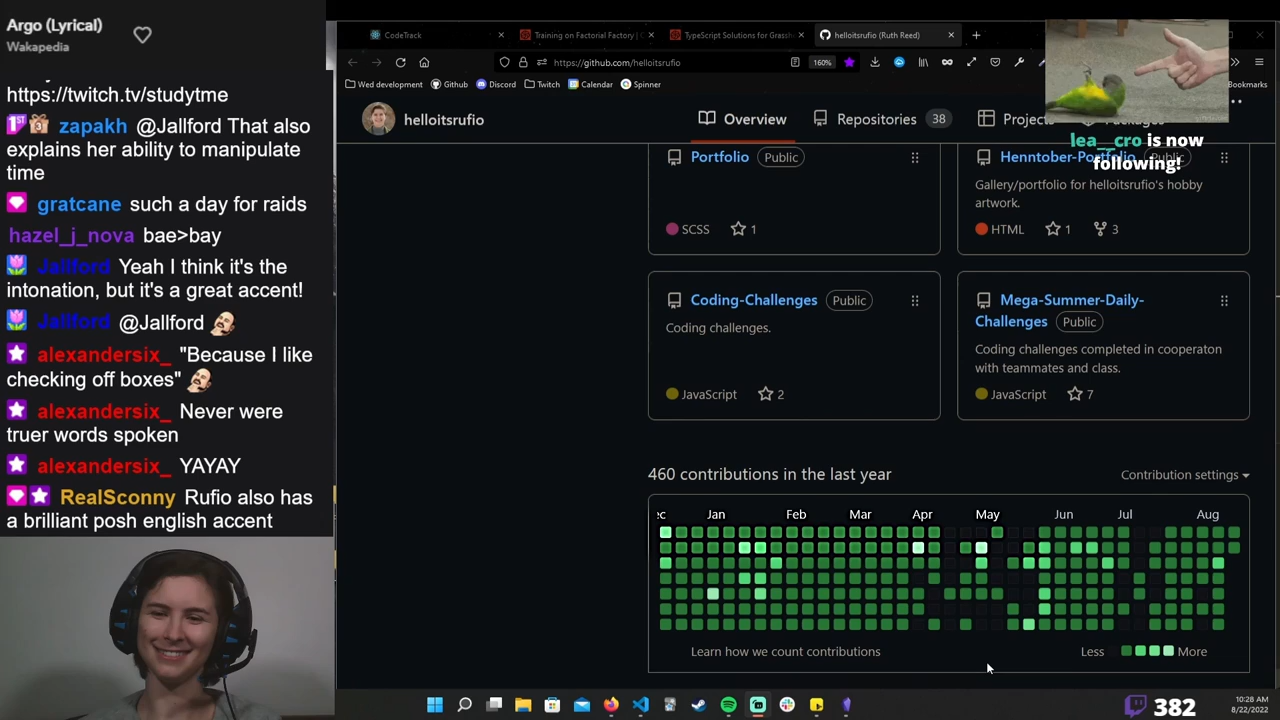 Argo (Lyrical)
Wakapedia
https://twitch.tv/studytme
zapakh @Jallford That also
explains her ability to manipulate
time
gratcane such a day for raids
hazel_j_nova bae>bay
Jallford Yeah I think it's the
intonation, but it's a great accent!
Jallford @Jallford
alexandersix_ "Because I like
checking off boxes"
alexandersix_ Never were
truer words spoken
alexandersix_ YAYAY
RealSconny Rufio also has
a brilliant posh english accent
CodeTrack
Training on Factorial Factory | C
TypeScript Solutions for Grassh
helloitsrufio (Ruth Reed)
https://github.com/helloitsrufio
160%
Wed development
Github
Discord
Twitch
Calendar
Spinner
Bookmarks
helloitsrufio
Overview
Repositories 38
Projects
lea__cro is now
following!
Portfolio Public
SCSS 1
Henntober-Portfolio Public
Gallery/portfolio for helloitsrufio's hobby
artwork.
HTML 1 3
Coding-Challenges Public
Coding challenges.
JavaScript 2
Mega-Summer-Daily-
Challenges Public
Coding challenges completed in cooperaton
with teammates and class.
JavaScript 7
460 contributions in the last year
Contribution settings
Jan Feb Mar Apr May Jun Jul Aug
Learn how we count contributions
Less More
382
10:28 AM
8/22/2022